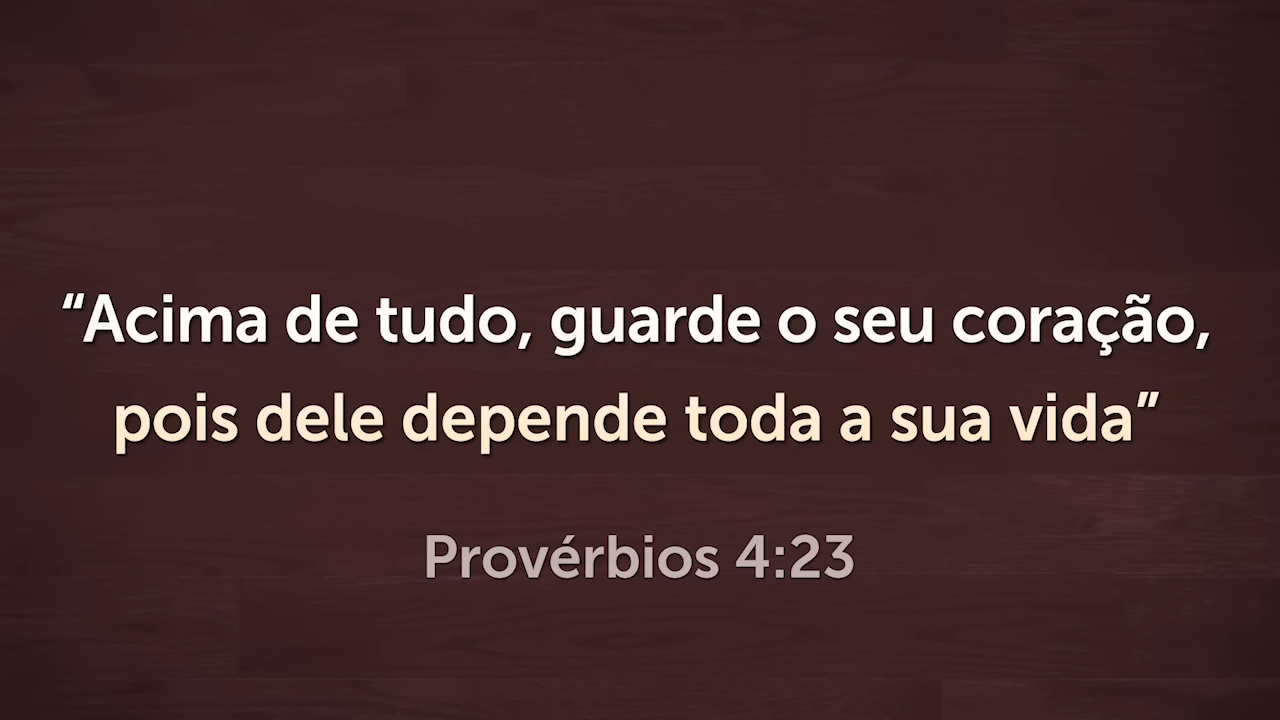 “Acima de tudo, guarde o seu coração,
pois dele depende toda a sua vida”
Provérbios 4:23